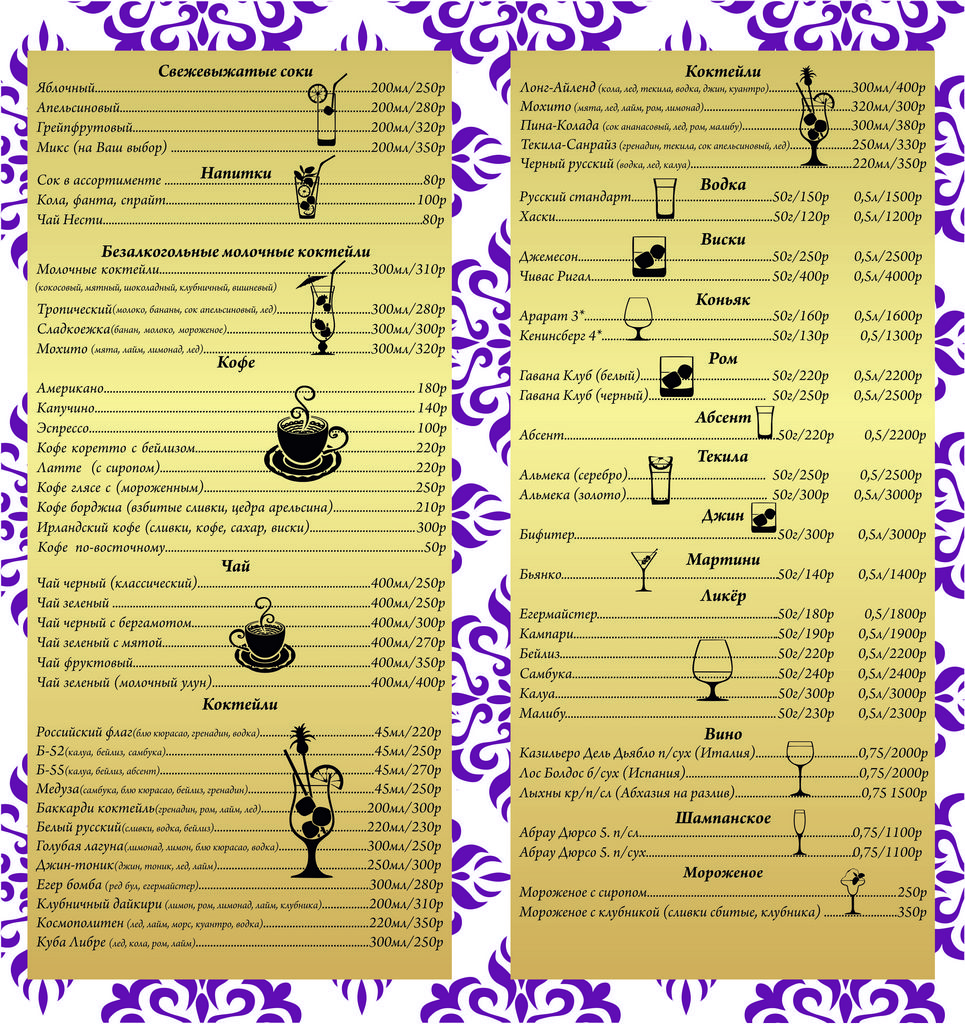 Свежевыжатые соки
Яблочный........200мл/250р
Апельсиновый........200мл/280р
Грейпфрутовый........200мл/320р
Микс (на Ваш выбор) ........200мл/350р
Напитки
Сок в ассортименте ........80р
Кола, фанта, спрайт........100р
Чай Нести........80р
Безалкогольные молочные коктейли
Молочные коктейли........300мл/310р
(кокосовый, мятный, шоколадный, клубничный, вишневый)
Тропический(молоко, бананы, сок апельсиновый, лед)........300мл/280р
Сладкоежка(банан, молоко, мороженое)........300мл/300р
Мохито (мята, лайм, лимонад, лед)........300мл/320р
Кофе
Американо........180р
Капучино........140р
Эспрессо........100р
Кофе коретто с бейлизом........220р
Латте (с сиропом)........220р
Кофе глясе с (мороженным)........250р
Кофе борджиа (взбитые сливки, цедра апельсина)........210р
Ирландский кофе (сливки, кофе, сахар, виски)........300р
Кофе по-восточному........50р
Чай
Чай черный (классический)........400мл/250р
Чай зеленый ........400мл/250р
Чай черный с бергамотом........400мл/300р
Чай зеленый с мятой........400мл/270р
Чай фруктовый........400мл/350р
Чай зеленый (молочный улун)........400мл/400р
Коктейли
Российский флаг(блю кюрасао, гренадин, водка)........45мл/220р
Б-52(калуа, бейлиз, самбука)........45мл/250р
Б-55(калуа, бейлиз, абсент)........45мл/270р
Медуза(самбука, блю кюрасао, бейлиз, гренадин)........45мл/250р
Баккарди коктейль(гренадин, ром, лайм, лед)........200мл/300р
Белый русский(сливки, водка, бейлиз)........220мл/230р
Голубая лагуна(лимонад, лимон, блю кюрасао, водка)........300мл/250р
Джин-тоник(джин, тоник, лед, лайм)........250мл/300р
Егер бомба (ред бул, егермайстер)........300мл/280р
Клубничный дайкири (лимон, ром, лимонад, лайм, клубника)........200мл/310р
Космополитен (лед, лайм, морс, куантро, водка)........220мл/350р
Куба Либре (лед, кола, ром, лайм)........300мл/250р
Коктейли
Лонг-Айленд (кола, лед, текила, водка, джин, куантро)........300мл/400р
Мохито (мята, лед, лайм, ром, лимонад)........320мл/300р
Пина-Колада (сок ананасовый, лед, ром, малибу)........300мл/380р
Текила-Санрайз (гренадин, текила, сок апельсиновый, лед)........250мл/330р
Черный русский (водка, лед, калуа)........220мл/350р
Водка
Русский стандарт........50г/150р 0,5л/1500р
Хаски........50г/120р 0,5л/1200р
Виски
Джемесон........50г/250р 0,5л/2500р
Чивас Ригал........50г/400р 0,5л/4000р
Коньяк
Арарат 3*........50г/160р 0,5л/1600р
Кенинсберг 4*........50г/130р 0,5/1300р
Ром
Гавана Клуб (белый)........50г/220р 0,5л/2200р
Гавана Клуб (черный)........50г/250р 0,5л/2500р
Абсент
Абсент........50г/220р 0,5/2200р
Текила
Альмека (серебро)........50г/250р 0,5/2500р
Альмека (золото)........50г/300р 0,5л/3000р
Джин
Бифитер........50г/300р 0,5л/3000р
Мартини
Бьянко........50г/140р 0,5л/1400р
Ликёр
Егермайстер........50г/180р 0,5/1800р
Кампари........50г/190р 0,5л/1900р
Бейлиз........50г/220р 0,5л/2200р
Самбука........50г/240р 0,5л/2400р
Калуа........50г/300р 0,5л/3000р
Малибу........50г/230р 0,5л/2300р
Вино
Казильеро Дель Дьябло п/сух (Италия)........0,75/2000р
Лос Болдос б/сух (Испания)........0,75/2000р
Лыхны кр/п/сл (Абхазия на разлив)........0,75 1500р
Шампанское
Абрау Дюрсо S. п/сл........0,75/1100р
Абрау Дюрсо S. п/сух........0,75/1100р
Мороженое
Мороженое с сиропом........250р
Мороженое с клубникой (сливки сбитые, клубника) ........350р